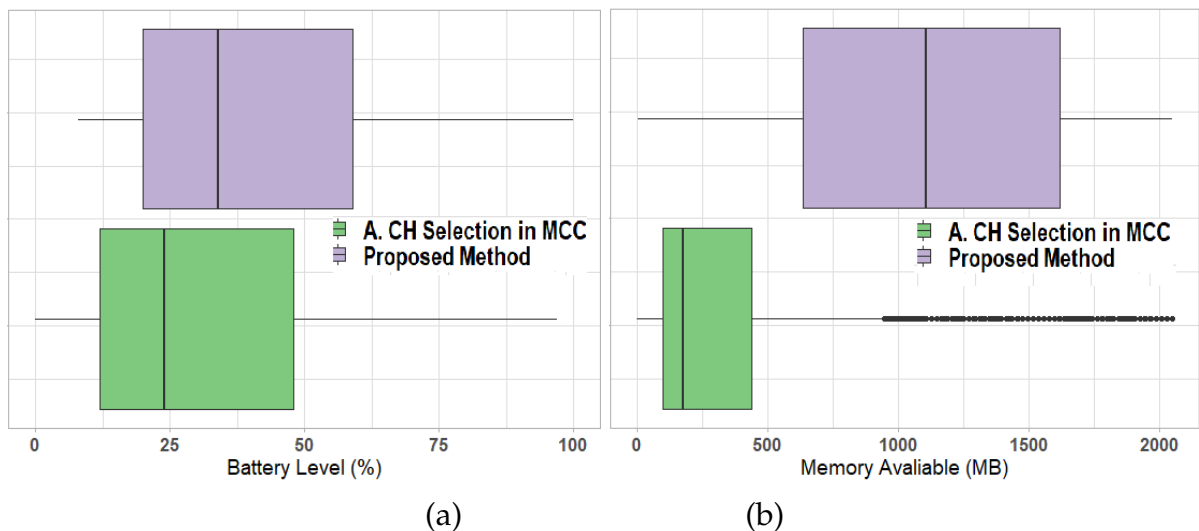 A. CH Selection in MCC
Proposed Method
0 25 50 75 100
Battery Level (%)
(a)
A. CH Selection in MCC
Proposed Method
0 500 1000 1500 2000
Memory Avaliable (MB)
(b)